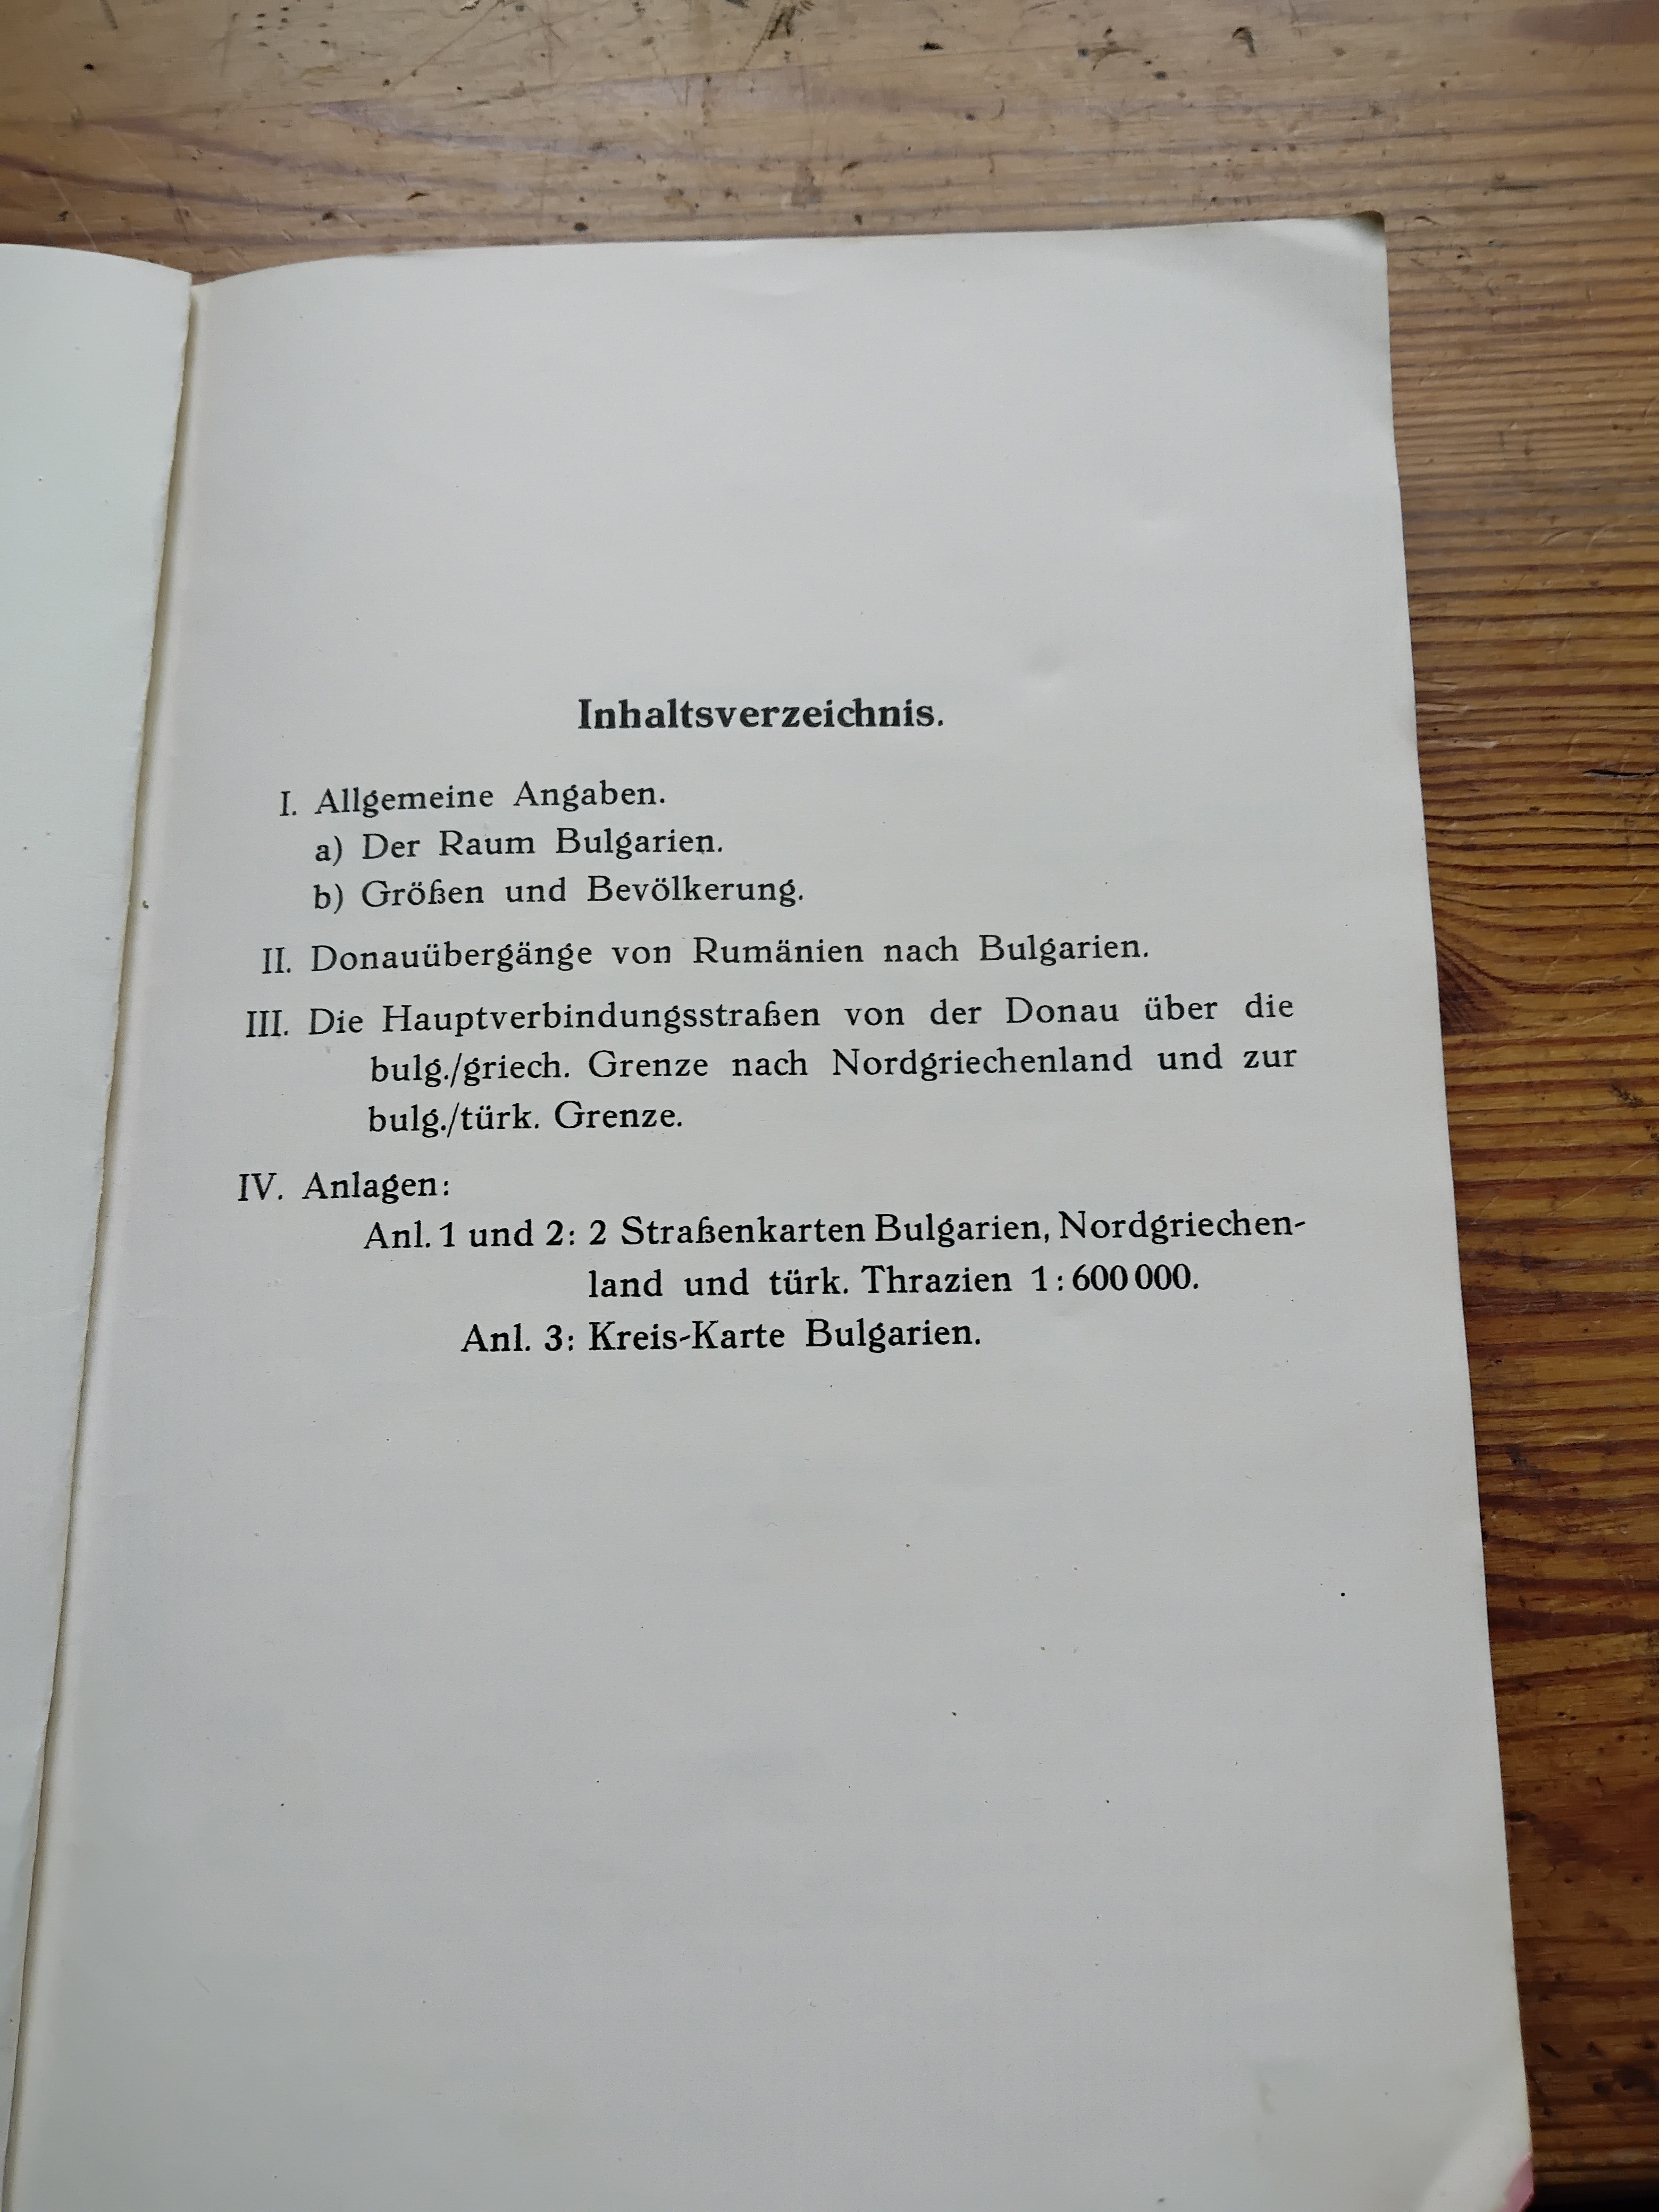 Inhaltsverzeichnis.
I. Allgemeine Angaben.
a) Der Raum Bulgarien.
b) Größen und Bevölkerung.
II. Donauübergänge von Rumänien nach Bulgarien.
III. Die Hauptverbindungsstraßen von der Donau über die
bulg./griech. Grenze nach Nordgriechenland und zur
bulg./türk. Grenze.
IV. Anlagen:
Anl. 1 und 2: 2 Straßenkarten Bulgarien, Nordgriechen-
land und türk. Thrazien 1 : 600 000.
Anl. 3: Kreis-Karte Bulgarien.